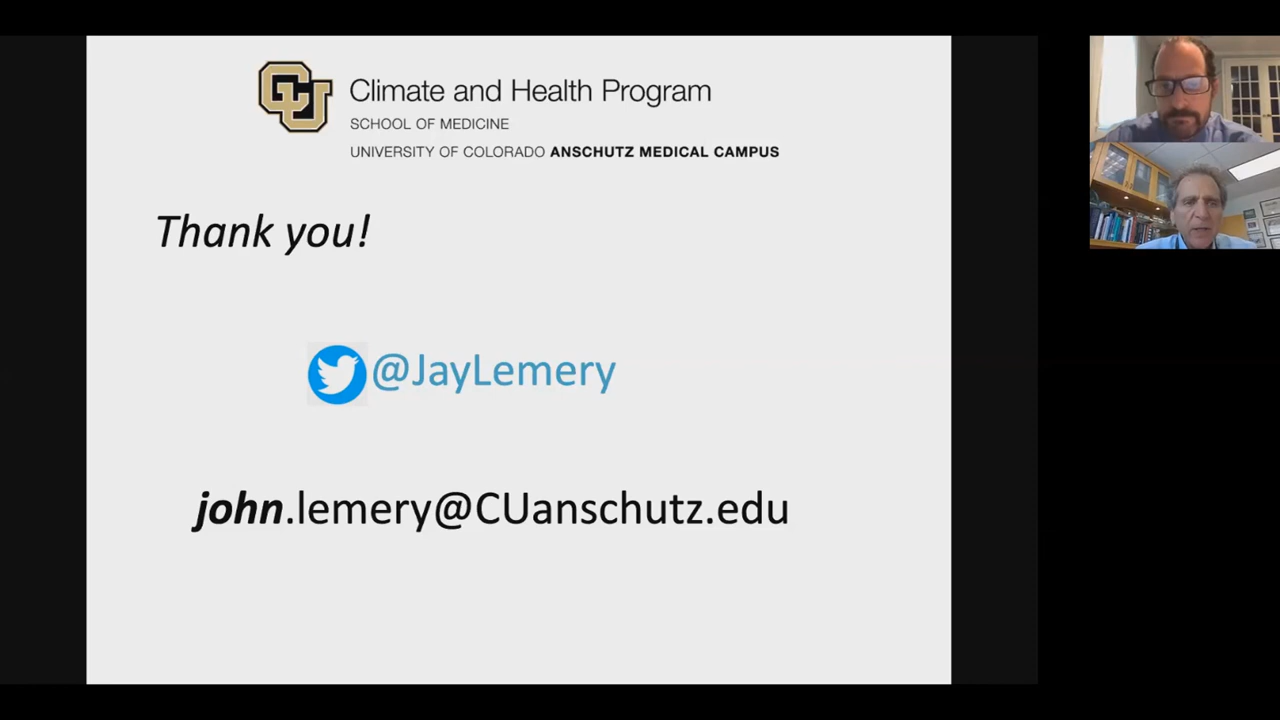 CU
Climate and Health Program
SCHOOL OF MEDICINE
UNIVERSITY OF COLORADO ANSCHUTZ MEDICAL CAMPUS
Thank you!
@JayLemery
john.lemery@CUanschutz.edu